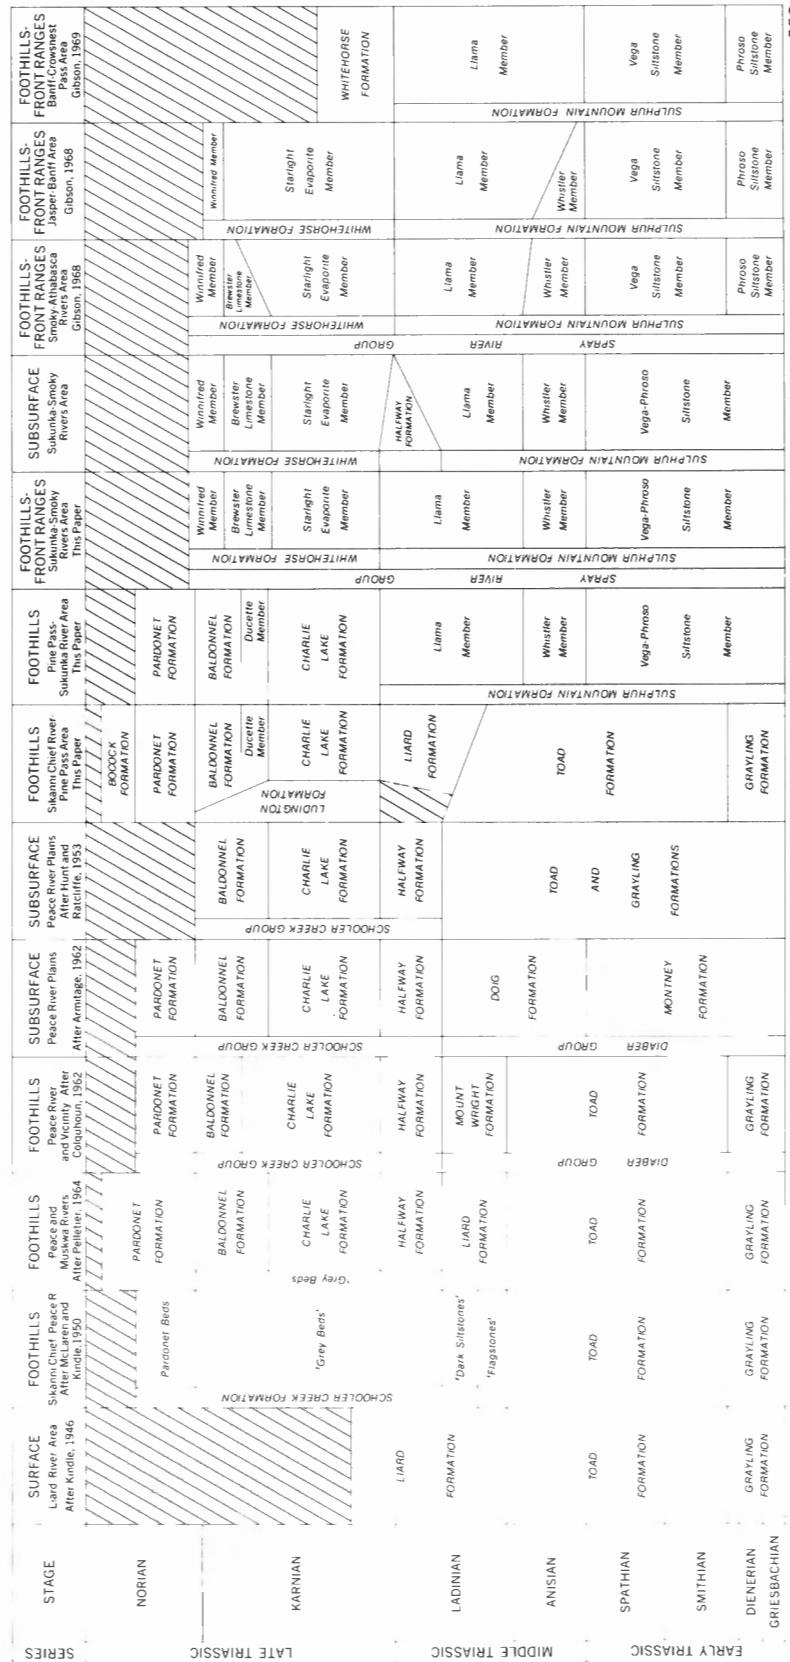 SERIES
STAGE
LATE TRIASSIC
MIDDLE TRIASSIC
EARLY TRIASSIC
NORIAN
KARNIAN
LADINIAN
ANISIAN
SPATHIAN
SMITHIAN
DIENERIAN
GRIESBACHIAN
SURFACE
Liard River Area
After Kindle, 1946
LIARD
FORMATION
TOAD
FORMATION
GRAYLING
FORMATION
FOOTHILLS
Sikanni Chief Peace R
After McLaren and
Kindle, 1950
SCHOOLER CREEK FORMATION
Pardonet Beds
'Grey Beds'
'Dark Siltstones'
'Flagstones'
TOAD
FORMATION
GRAYLING
FORMATION
FOOTHILLS
Peace and
Muskwa Rivers
After Pelletier, 1964
PARDONET
FORMATION
BALDONNEL
FORMATION
CHARLIE
LAKE
FORMATION
'Grey Beds
HALFWAY
FORMATION
LIARD
FORMATION
TOAD
FORMATION
GRAYLING
FORMATION
FOOTHILLS
Peace River
and Vicinity After
Colquhoun, 1962
SCHOOLER CREEK GROUP
PARDONET
FORMATION
BALDONNEL
FORMATION
CHARLIE
LAKE
FORMATION
HALFWAY
FORMATION
DIABER GROUP
MOUNT
WRIGHT
FORMATION
TOAD
FORMATION
GRAYLING
FORMATION
SUBSURFACE
Peace River Plains
After Armitage, 1962
SCHOOLER CREEK GROUP
PARDONET
FORMATION
BALDONNEL
FORMATION
CHARLIE
LAKE
FORMATION
HALFWAY
FORMATION
DIABER GROUP
DOIG
FORMATION
MONTNEY
FORMATION
SUBSURFACE
Peace River Plains
After Hunt and
Ratcliffe, 1953
SCHOOLER CREEK GROUP
BALDONNEL
FORMATION
CHARLIE
LAKE
FORMATION
HALFWAY
FORMATION
TOAD
AND
GRAYLING
FORMATIONS
FOOTHILLS
Sikanni Chief River-
Pine Pass Area
This Paper
BOCOCK
FORMATION
PARDONET
FORMATION
BALDONNEL
FORMATION
Ducette
Member
CHARLIE
LAKE
FORMATION
LUDINGTON
FORMATION
LIARD
FORMATION
TOAD
FORMATION
GRAYLING
FORMATION
FOOTHILLS
Pine Pass-
Sukunka River Area
This Paper
PARDONET
FORMATION
BALDONNEL
FORMATION
Ducette
Member
CHARLIE
LAKE
FORMATION
SULPHUR MOUNTAIN FORMATION
Llama
Member
Whistler
Member
Vega-Phroso
Siltstone
Member
FOOTHILLS-
FRONT RANGES
Sukunka-Smoky
Rivers Area
This Paper
SPRAY RIVER GROUP
WHITEHORSE FORMATION
Winnifred
Member
Brewster
Limestone
Member
Starlight
Evaporite
Member
SULPHUR MOUNTAIN FORMATION
Llama
Member
Whistler
Member
Vega-Phroso
Siltstone
Member
SUBSURFACE
Sukunka-Smoky
Rivers Area
WHITEHORSE FORMATION
Winnifred
Member
Brewster
Limestone
Member
Starlight
Evaporite
Member
HALFWAY
FORMATION
SULPHUR MOUNTAIN FORMATION
Llama
Member
Whistler
Member
Vega-Phroso
Siltstone
Member
FOOTHILLS-
FRONT RANGES
Smoky-Athabasca
Rivers Area
Gibson, 1968
SPRAY RIVER GROUP
WHITEHORSE FORMATION
Winnifred
Member
Brewster
Limestone
Member
Starlight
Evaporite
Member
SULPHUR MOUNTAIN FORMATION
Llama
Member
Whistler
Member
Vega
Siltstone
Member
Phroso
Siltstone
Member
FOOTHILLS-
FRONT RANGES
Jasper-Banff Area
Gibson, 1968
WHITEHORSE FORMATION
Winnifred Member
Starlight
Evaporite
Member
SULPHUR MOUNTAIN FORMATION
Llama
Member
Whistler
Member
Vega
Siltstone
Member
Phroso
Siltstone
Member
FOOTHILLS-
FRONT RANGES
Banff-Crowsnest
Pass Area
Gibson, 1969
WHITEHORSE
FORMATION
SULPHUR MOUNTAIN FORMATION
Llama
Member
Vega
Siltstone
Member
Phroso
Siltstone
Member